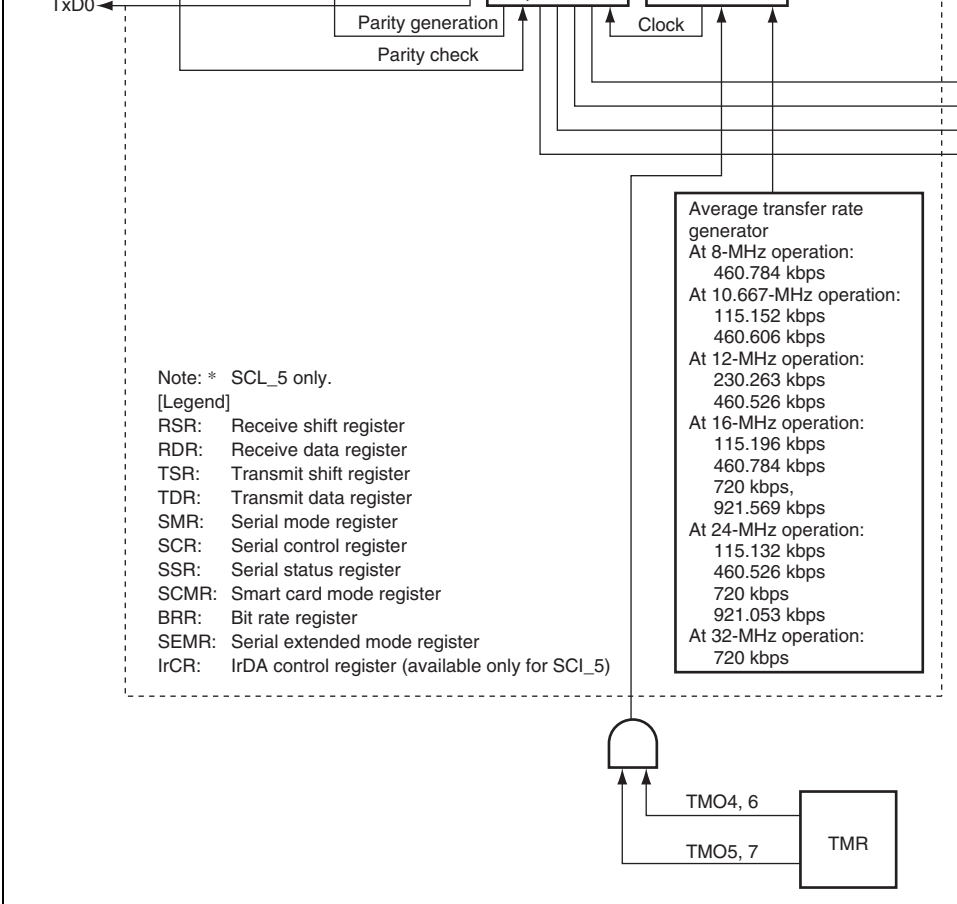 TxD0
Parity generation
Clock
Parity check
Average transfer rate
generator
At 8-MHz operation:
460.784 kbps
At 10.667-MHz operation:
115.152 kbps
460.606 kbps
At 12-MHz operation:
230.263 kbps
460.526 kbps
At 16-MHz operation:
115.196 kbps
460.784 kbps
720 kbps,
921.569 kbps
At 24-MHz operation:
115.132 kbps
460.526 kbps
720 kbps
921.053 kbps
At 32-MHz operation:
720 kbps
Note: * SCL_5 only.
[Legend]
RSR: Receive shift register
RDR: Receive data register
TSR: Transmit shift register
TDR: Transmit data register
SMR: Serial mode register
SCR: Serial control register
SSR: Serial status register
SCMR: Smart card mode register
BRR: Bit rate register
SEMR: Serial extended mode register
IrCR: IrDA control register (available only for SCI_5)
TMO4, 6
TMO5, 7
TMR